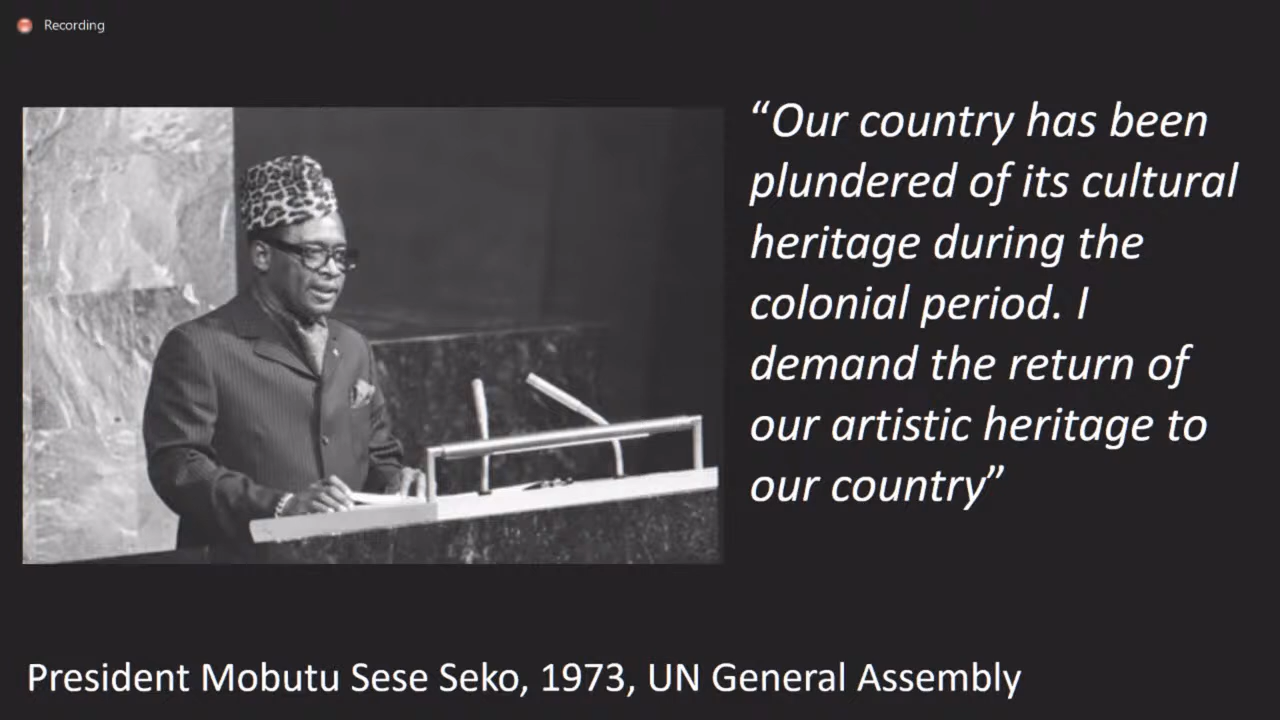 Recording
“Our country has been
plundered of its cultural
heritage during the
colonial period. I
demand the return of
our artistic heritage to
our country”
President Mobutu Sese Seko, 1973, UN General Assembly